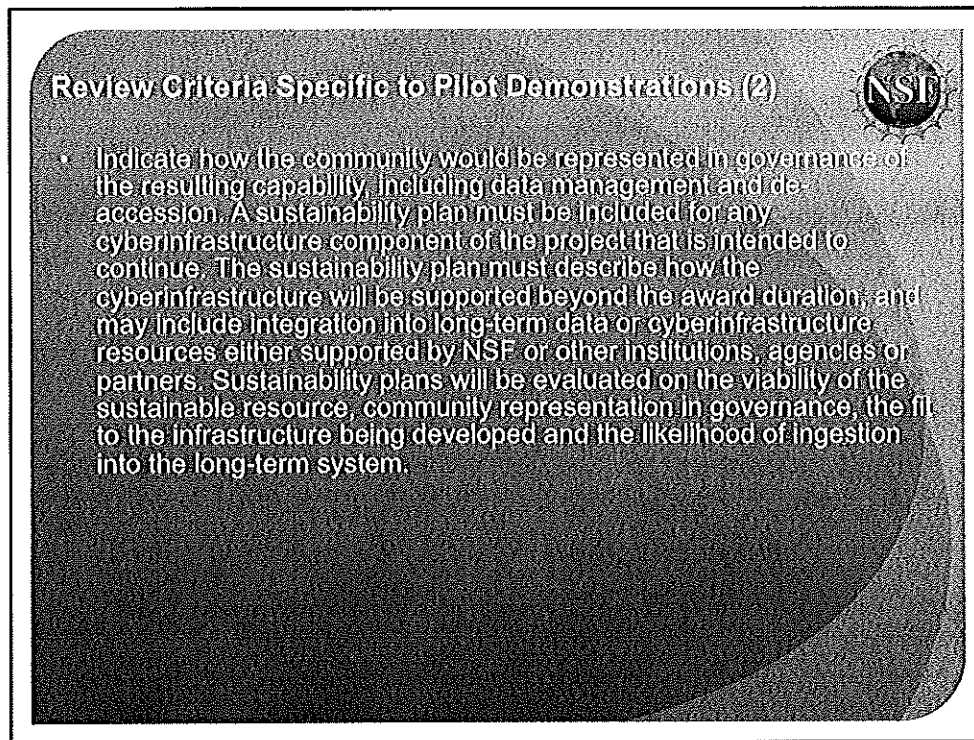 Review Criteria Specific to Pilot Demonstrations (2)
NSF
• Indicate how the community would be represented in governance of
the resulting capability, including data management and de-
accession. A sustainability plan must be included for any
cyberinfrastructure component of the project that is intended to
continue. The sustainability plan must describe how the
cyberinfrastructure will be supported beyond the award duration, and
may include integration into long-term data or cyberinfrastructure
resources either supported by NSF or other institutions, agencies or
partners. Sustainability plans will be evaluated on the viability of the
sustainable resource, community representation in governance, the fit
to the infrastructure being developed and the likelihood of ingestion
into the long-term system.